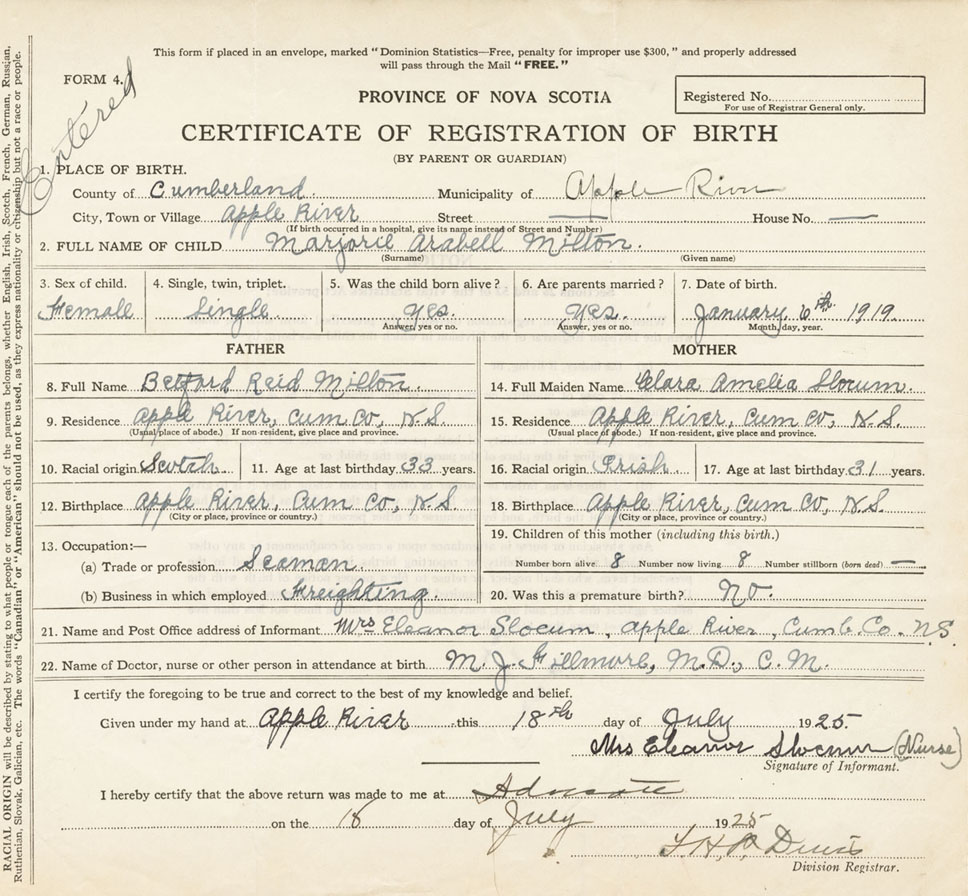 This form if placed in an envelope, marked "Dominion Statistics—Free, penalty for improper use $300," and properly addressed
will pass through the Mail "FREE."
FORM 4.
Entered
PROVINCE OF NOVA SCOTIA
Registered No.
For use of Registrar General only.
CERTIFICATE OF REGISTRATION OF BIRTH
(BY PARENT OR GUARDIAN)
1. PLACE OF BIRTH.
County of Cumberland. Municipality of Apple River
City, Town or Village Apple River Street — House No. —
(If birth occurred in a hospital, give its name instead of Street and Number)
2. FULL NAME OF CHILD Marjorie Arabell Milton.
(Surname) (Given name)
3. Sex of child. 4. Single, twin, triplet. 5. Was the child born alive? 6. Are parents married? 7. Date of birth.
Female Single yes. yes. January 6th 1919.
Answer, yes or no. Answer, yes or no. Month, day, year.
FATHER MOTHER
8. Full Name Betford Reid Milton. 14. Full Maiden Name Clara Amelia Slocum.
9. Residence Apple River, Cum Co, N.S. 15. Residence Apple River, Cum Co, N.S.
(Usual place of abode.) If non-resident, give place and province. (Usual place of abode.) If non-resident, give place and province.
10. Racial origin Scotch. 11. Age at last birthday 33 years. 16. Racial origin Irish. 17. Age at last birthday 31 years.
12. Birthplace Apple River, Cum Co, N.S. 18. Birthplace Apple River, Cum Co, N.S.
(City or place, province or country.) (City or place, province or country.)
13. Occupation:— 19. Children of this mother (including this birth.)
(a) Trade or profession Seaman. Number born alive 8 Number now living 8 Number stillborn (born dead) —
(b) Business in which employed Freighting. 20. Was this a premature birth? No.
21. Name and Post Office address of Informant Mrs Eleanor Slocum, Apple River, Cumb. Co. N.S.
22. Name of Doctor, nurse or other person in attendance at birth M. J. Fillmore, M.D., C.M.
I certify the foregoing to be true and correct to the best of my knowledge and belief.
Given under my hand at Apple River this 18th day of July 1925
Mrs Eleanor Slocum (Nurse)
Signature of Informant.
I hereby certify that the above return was made to me at Advocate
on the 18 day of July 1925
Division Registrar.
RACIAL ORIGIN will be described by stating to what people or tongue each of the parents belongs, whether English, Irish, Scotch, French, German, Russian,
Ruthenian, Slovak, Galician, etc. The words "Canadian" or "American" should not be used, as they express nationality or citizenship but not a race or people.